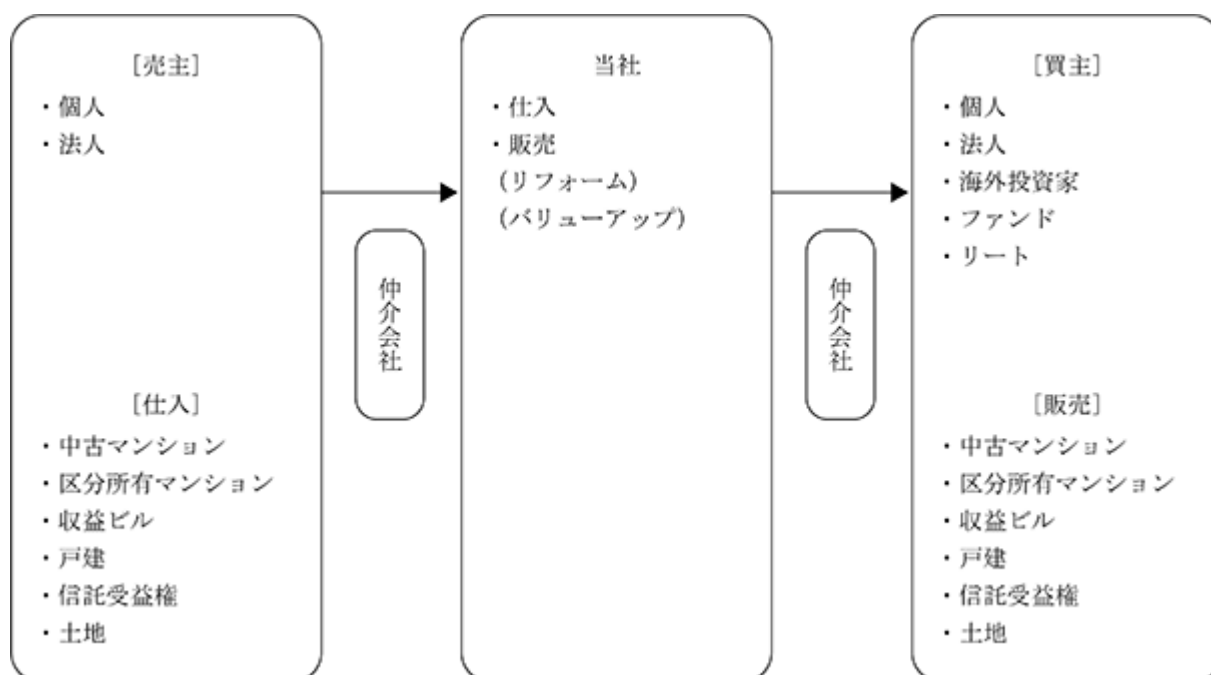 ［売主］
・個人
・法人
［仕入］
・中古マンション
・区分所有マンション
・収益ビル
・戸建
・信託受益権
・土地
仲介会社
当社
・仕入
・販売
（リフォーム）
（バリューアップ）
仲介会社
［買主］
・個人
・法人
・海外投資家
・ファンド
・リート
［販売］
・中古マンション
・区分所有マンション
・収益ビル
・戸建
・信託受益権
・土地